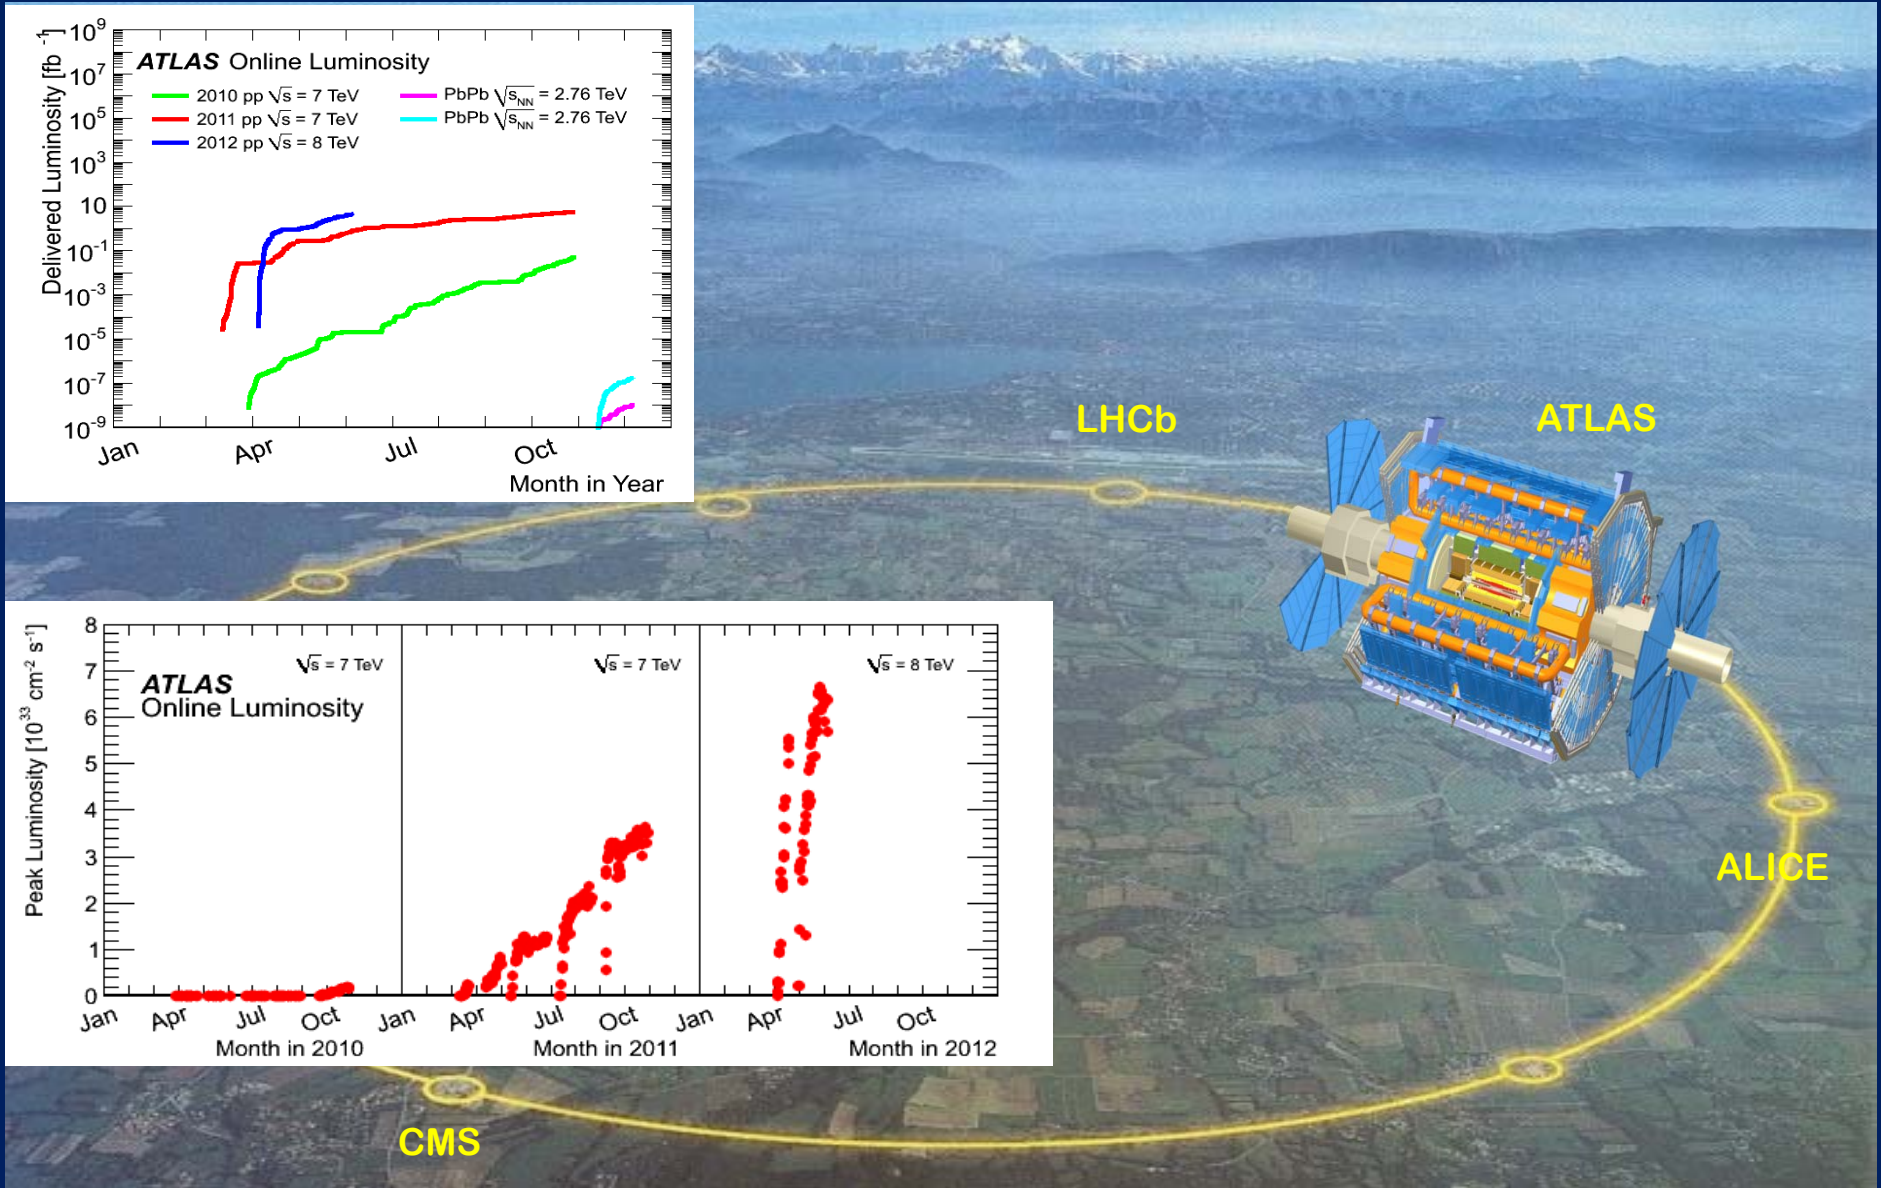 10⁹
10⁷
10⁵
10³
10
10⁻¹
10⁻³
10⁻⁵
10⁻⁷
10⁻⁹
Delivered Luminosity [fb⁻¹]
ATLAS Online Luminosity
2010 pp √s = 7 TeV
2011 pp √s = 7 TeV
2012 pp √s = 8 TeV
PbPb √sNN = 2.76 TeV
PbPb √sNN = 2.76 TeV
Jan Apr Jul Oct
Month in Year
LHCb
ATLAS
ALICE
CMS
8
7
6
5
4
3
2
1
0
Peak Luminosity [10³³ cm⁻² s⁻¹]
√s = 7 TeV √s = 7 TeV √s = 8 TeV
ATLAS
Online Luminosity
Jan Apr Jul Oct Jan Apr Jul Oct Jan Apr Jul Oct
Month in 2010 Month in 2011 Month in 2012